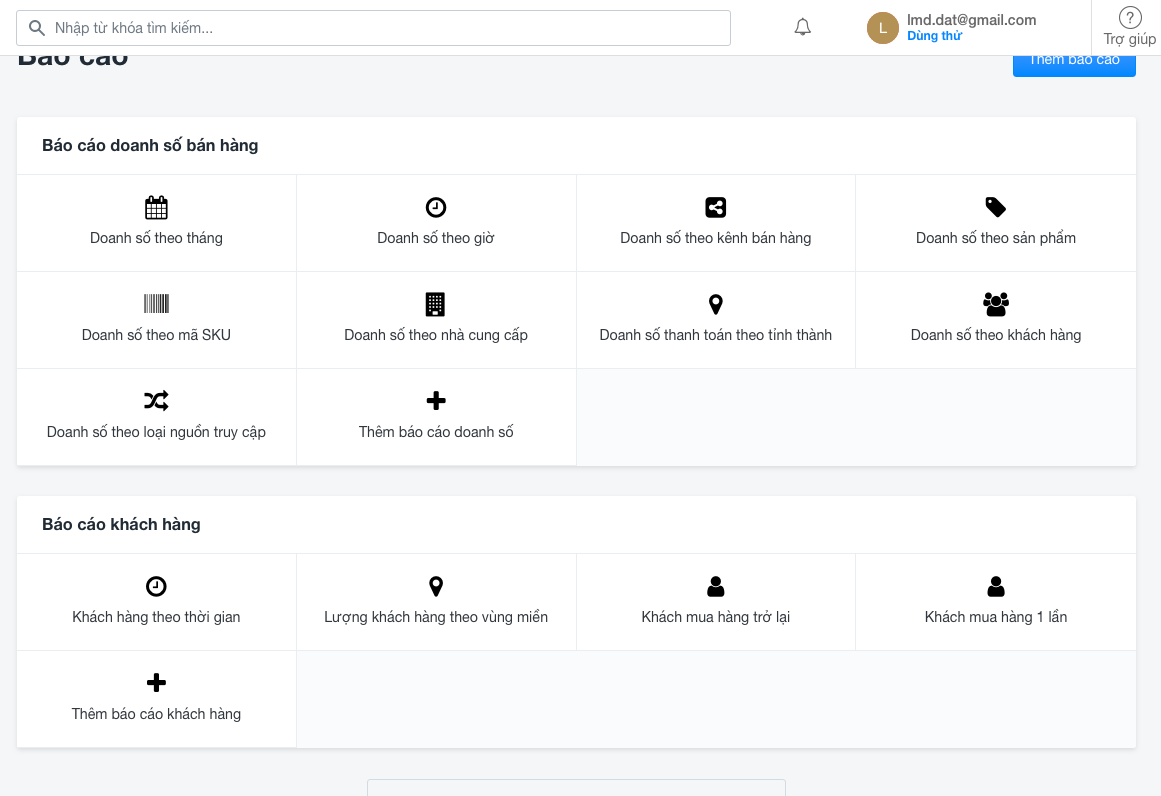 Nhập từ khóa tìm kiếm...
L
lmd.dat@gmail.com
Dùng thử
?
Trợ giúp
Báo cáo
Thêm báo cáo
Báo cáo doanh số bán hàng
Doanh số theo tháng
Doanh số theo giờ
Doanh số theo kênh bán hàng
Doanh số theo sản phẩm
Doanh số theo mã SKU
Doanh số theo nhà cung cấp
Doanh số thanh toán theo tỉnh thành
Doanh số theo khách hàng
Doanh số theo loại nguồn truy cập
Thêm báo cáo doanh số
Báo cáo khách hàng
Khách hàng theo thời gian
Lượng khách hàng theo vùng miền
Khách mua hàng trở lại
Khách mua hàng 1 lần
Thêm báo cáo khách hàng